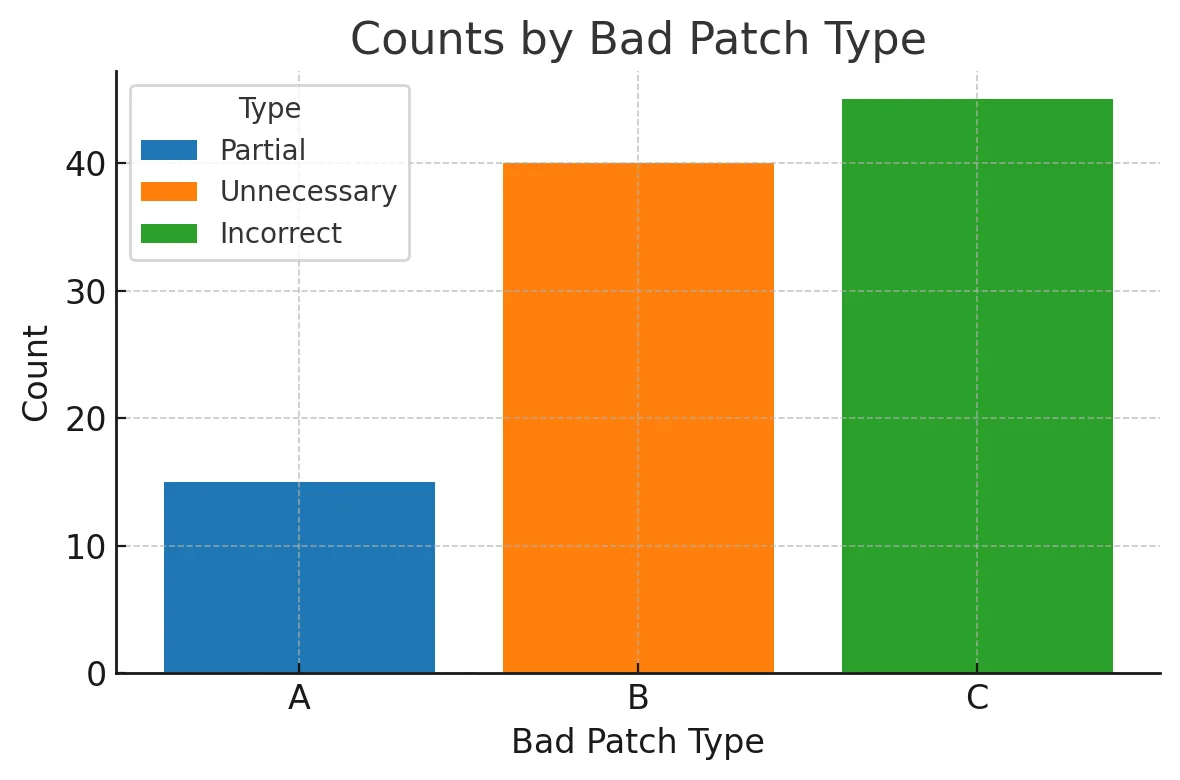 Counts by Bad Patch Type
Type
Partial
Unnecessary
Incorrect
Count
40
30
20
10
0
A B C
Bad Patch Type